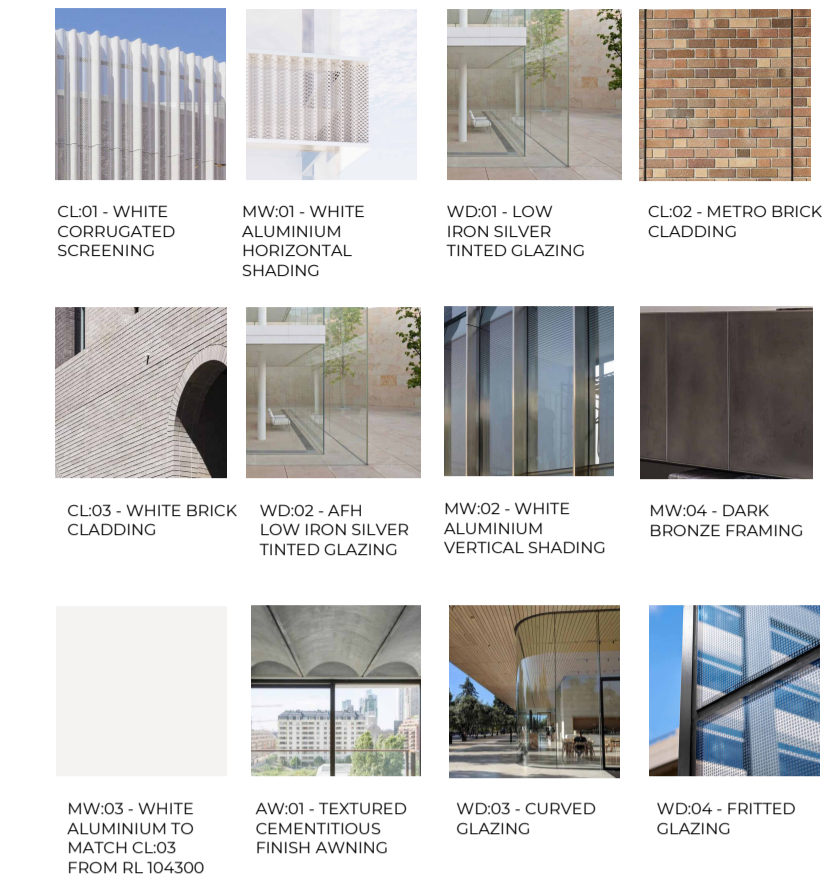 CL:01 - WHITE
CORRUGATED
SCREENING
MW:01 - WHITE
ALUMINIUM
HORIZONTAL
SHADING
WD:01 - LOW
IRON SILVER
TINTED GLAZING
CL:02 - METRO BRICK
CLADDING
CL:03 - WHITE BRICK
CLADDING
WD:02 - AFH
LOW IRON SILVER
TINTED GLAZING
MW:02 - WHITE
ALUMINIUM
VERTICAL SHADING
MW:04 - DARK
BRONZE FRAMING
MW:03 - WHITE
ALUMINIUM TO
MATCH CL:03
FROM RL 104300
AW:01 - TEXTURED
CEMENTITIOUS
FINISH AWNING
WD:03 - CURVED
GLAZING
WD:04 - FRITTED
GLAZING